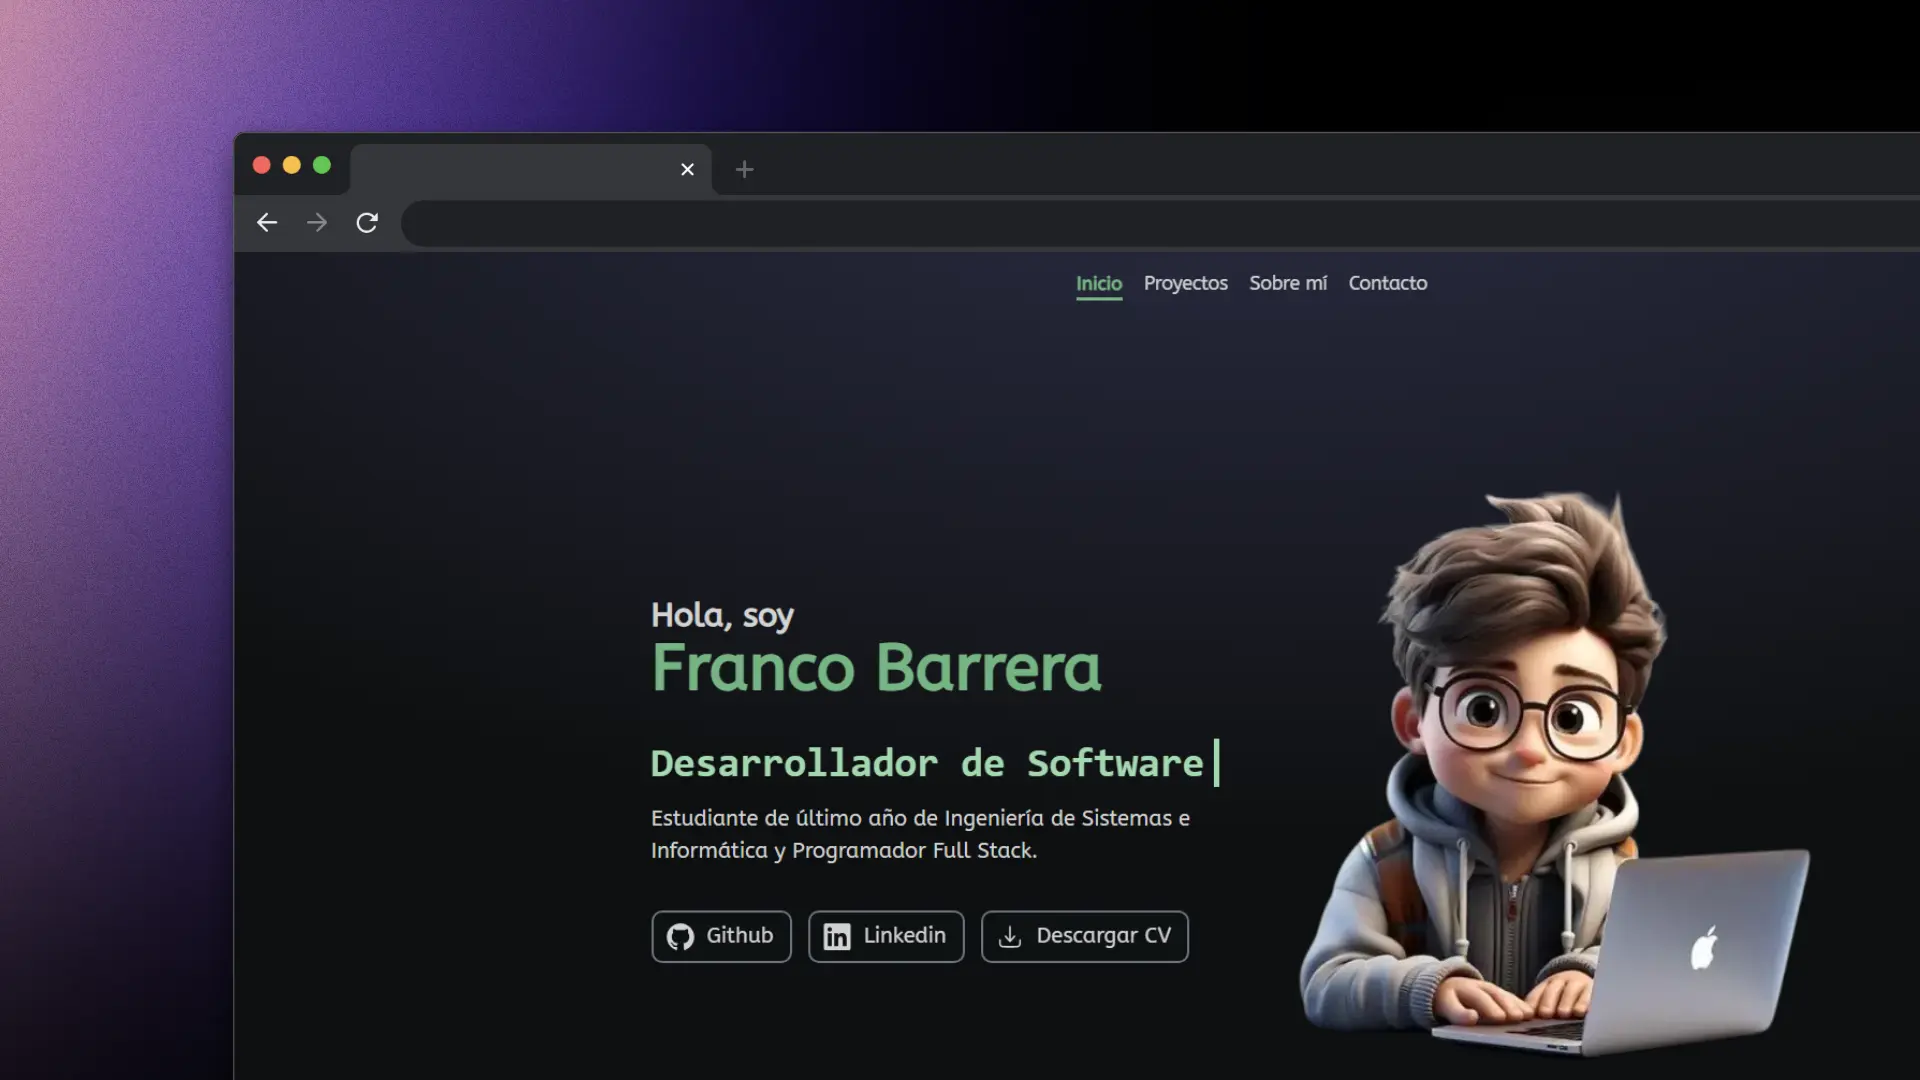 Inicio Proyectos Sobre mí Contacto
Hola, soy
Franco Barrera
Desarrollador de Software
Estudiante de último año de Ingeniería de Sistemas e
Informática y Programador Full Stack.
Github Linkedin Descargar CV